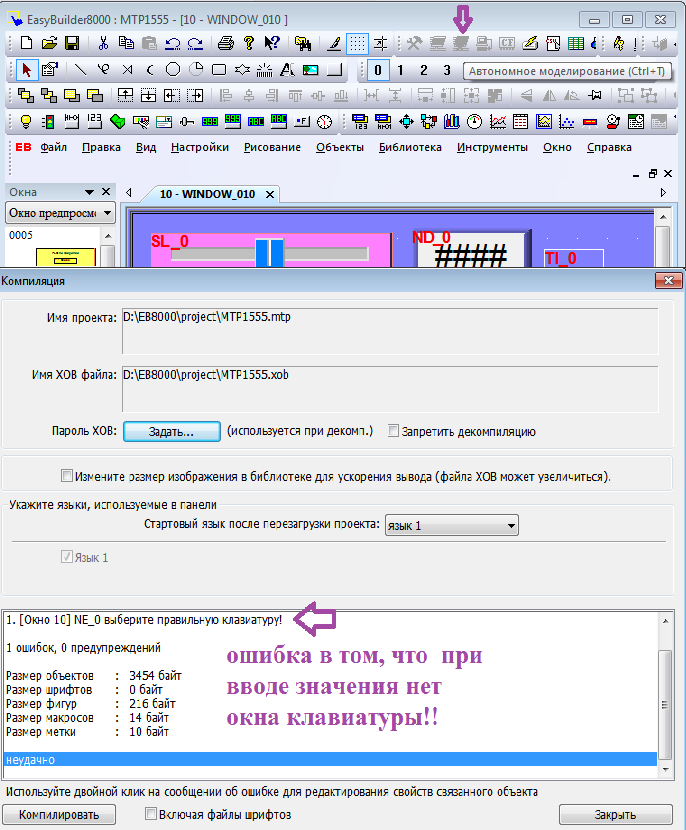 EasyBuilder8000 : MTP1555 - [10 - WINDOW_010 ]
0 1 2 3
Автономное моделирование (Ctrl+T)
EB Файл Правка Вид Настройки Рисование Объекты Библиотека Инструменты Окно Справка
Окна
10 - WINDOW_010
Окно предпросмо
0005
SL_0
ND_0
####
TI_0
Компиляция
Имя проекта: D:\EB8000\project\MTP1555.mtp
Имя XOB файла: D:\EB8000\project\MTP1555.xob
Пароль XOB: Задать... (используется при декомп.) Запретить декомпиляцию
Измените размер изображения в библиотеке для ускорения вывода (файла XOB может увеличиться).
Укажите языки, используемые в панели
Стартовый язык после перезагрузки проекта: язык 1
Язык 1
1. [Окно 10] NE_0 выберите правильную клавиатуру!
1 ошибок, 0 предупреждений
ошибка в том, что при
вводе значения нет
окна клавиатуры!!
Размер объектов : 3454 байт
Размер шрифтов : 0 байт
Размер фигур : 216 байт
Размер макросов : 14 байт
Размер метки : 10 байт
неудачно
Используйте двойной клик на сообщении об ошибке для редактирования свойств связанного объекта
Компилировать Включая файлы шрифтов Закрыть